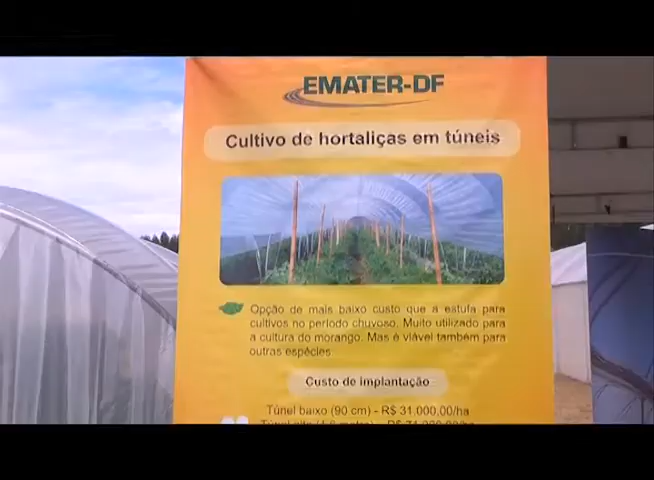 EMATER-DF
Cultivo de hortaliças em túneis
Opção de mais baixo custo que a estufa para
cultivos no período chuvoso. Muito utilizado para
a cultura do morango. Mas é viável também para
outras espécies.
Custo de implantação
Túnel baixo (90 cm) - R$ 31.000,00/ha